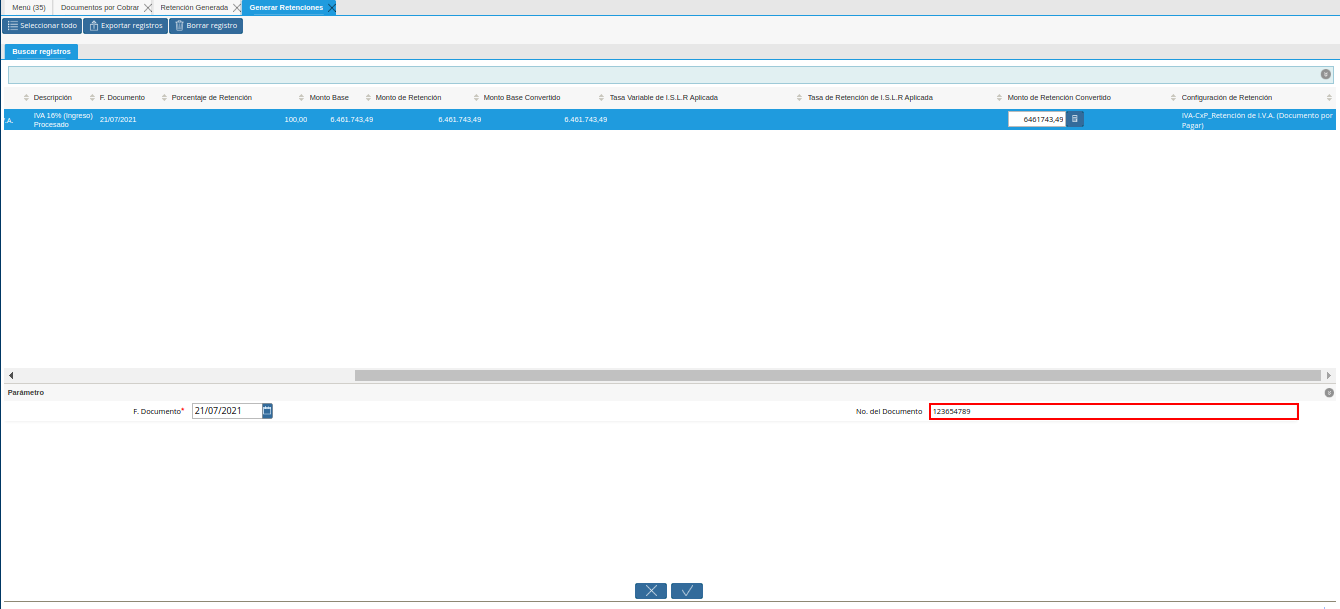 Menú (35) Documentos por Cobrar Retención Generada Generar Retenciones
Seleccionar todo Exportar registros Borrar registro
Buscar registros
Descripción F. Documento Porcentaje de Retención Monto Base Monto de Retención Monto Base Convertido Tasa Variable de I.S.L.R Aplicada Tasa de Retención de I.S.L.R Aplicada Monto de Retención Convertido Configuración de Retención
.A. IVA 16% (Ingreso) 21/07/2021 100,00 6.461.743,49 6.461.743,49 6.461.743,49 6461743,49 IVA-CxP_Retención de I.V.A. (Documento por
Procesado Pagar)
Parámetro
F. Documento* 21/07/2021 No. del Documento 123654789